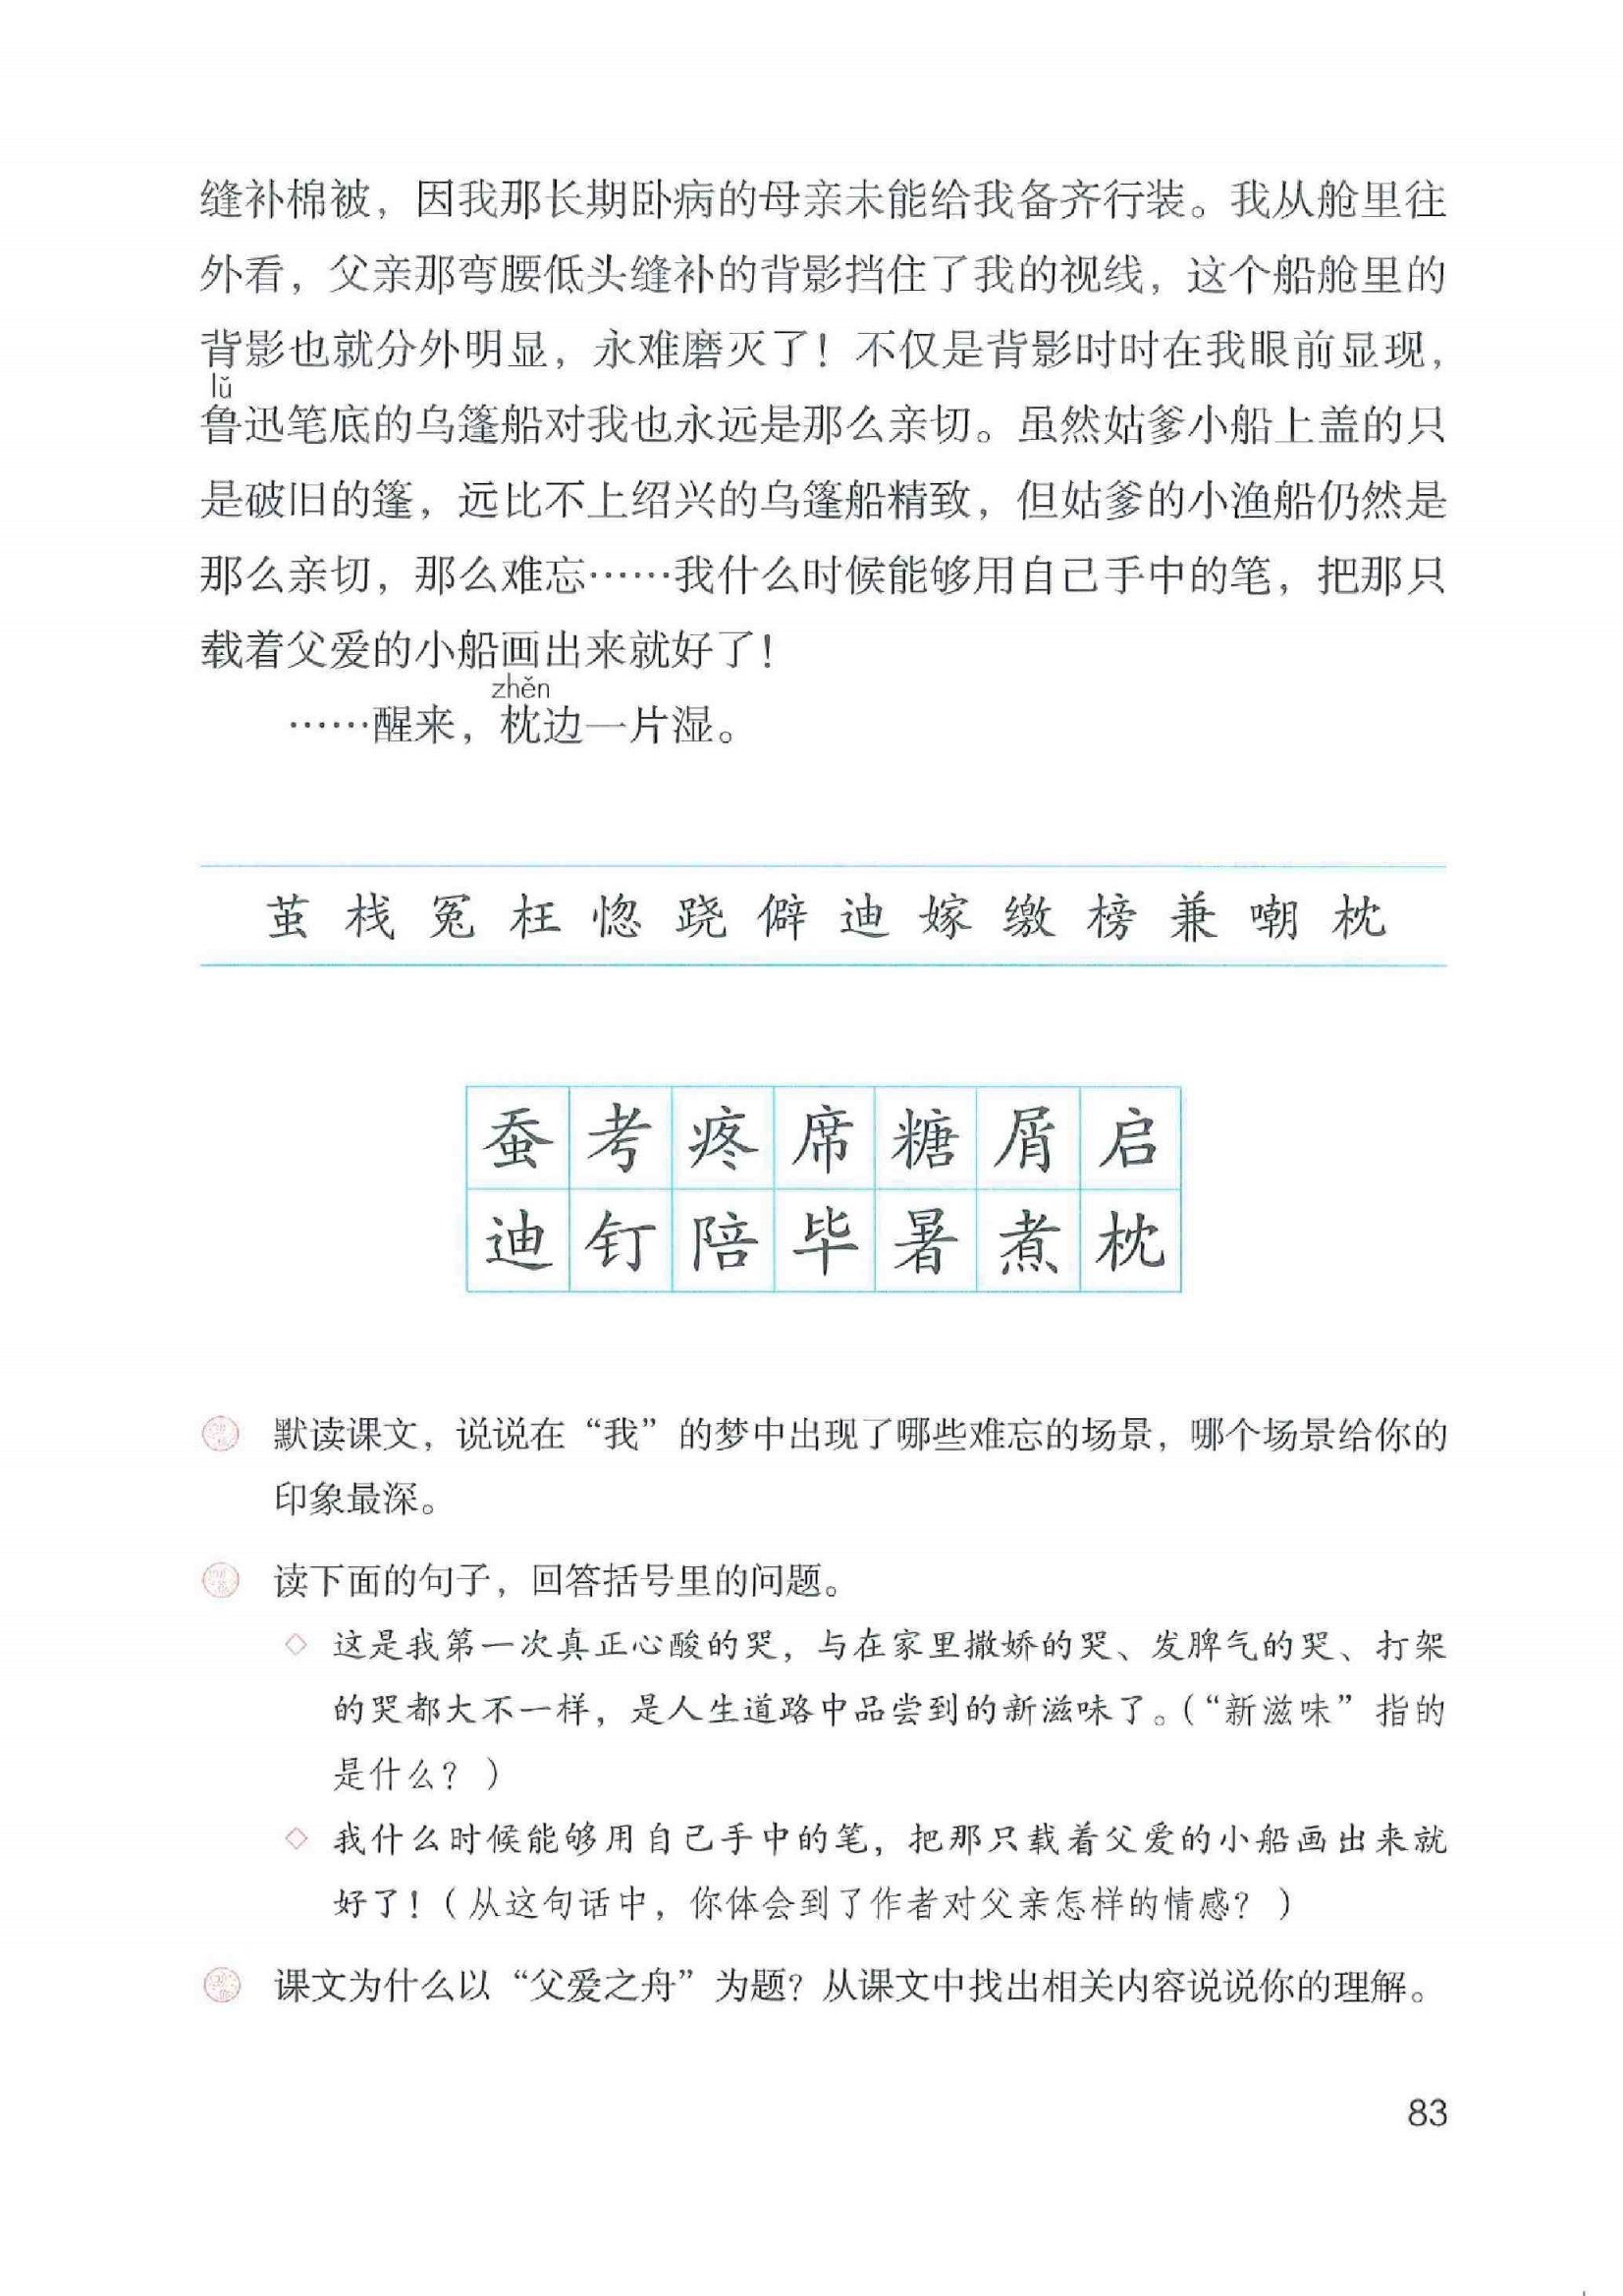 缝补棉被，因我那长期卧病的母亲未能给我备齐行装。我从舱里往
外看，父亲那弯腰低头缝补的背影挡住了我的视线，这个船舱里的
背影也就分外明显，永难磨灭了！不仅是背影时时在我眼前显现，
lǔ
鲁迅笔底的乌篷船对我也永远是那么亲切。虽然姑爹小船上盖的只
是破旧的篷，远比不上绍兴的乌篷船精致，但姑爹的小渔船仍然是
那么亲切，那么难忘……我什么时候能够用自己手中的笔，把那只
载着父爱的小船画出来就好了！
zhěn
……醒来，枕边一片湿。
茧 栈 冤 枉 惚 跷 僻 迪 嫁 缴 榜 兼 嘲 枕
蚕 考 疼 席 糖 屑 启
迪 钉 陪 毕 暑 煮 枕
默读课文，说说在“我”的梦中出现了哪些难忘的场景，哪个场景给你的
印象最深。
读下面的句子，回答括号里的问题。
◇ 这是我第一次真正心酸的哭，与在家里撒娇的哭、发脾气的哭、打架
的哭都大不一样，是人生道路中品尝到的新滋味了。（“新滋味”指的
是什么？）
◇ 我什么时候能够用自己手中的笔，把那只载着父爱的小船画出来就
好了！（从这句话中，你体会到了作者对父亲怎样的情感？）
课文为什么以“父爱之舟”为题？从课文中找出相关内容说说你的理解。
83